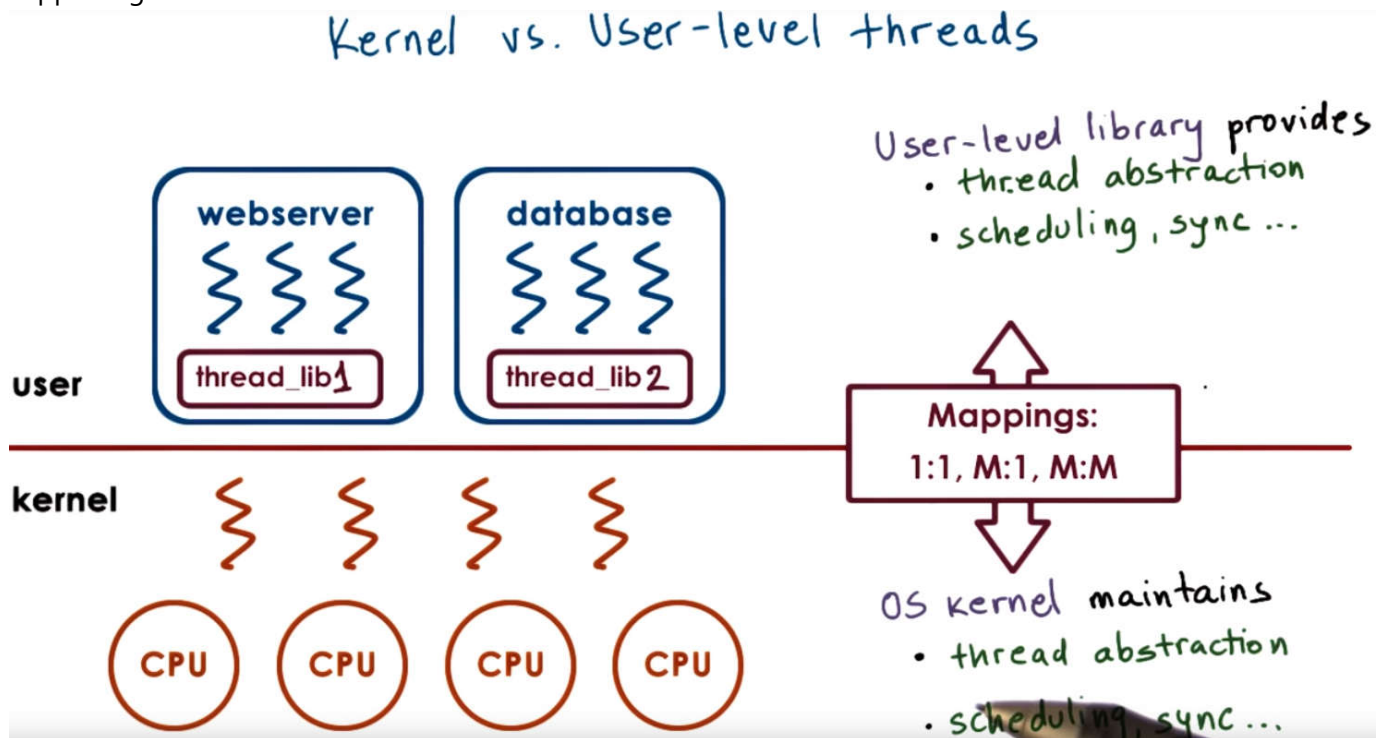 Kernel vs. User-level threads
User-level library provides
• thread abstraction
• scheduling, sync ...
webserver
database
thread_lib1
thread_lib2
user
Mappings:
1:1, M:1, M:M
kernel
OS kernel maintains
• thread abstraction
• scheduling, sync ...
CPU
CPU
CPU
CPU